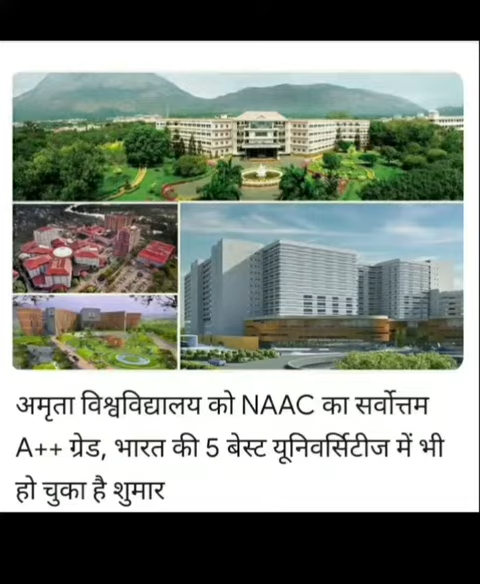 अमृता विश्वविद्यालय को NAAC का सर्वोत्तम
A++ ग्रेड, भारत की 5 बेस्ट यूनिवर्सिटीज में भी
हो चुका है शुमार